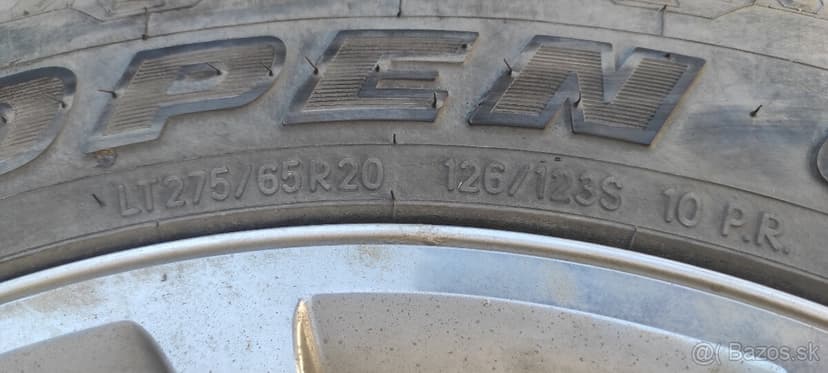 OPEN
LT275/65R20 126/123S 10 P.R.
@( Bazos.sk